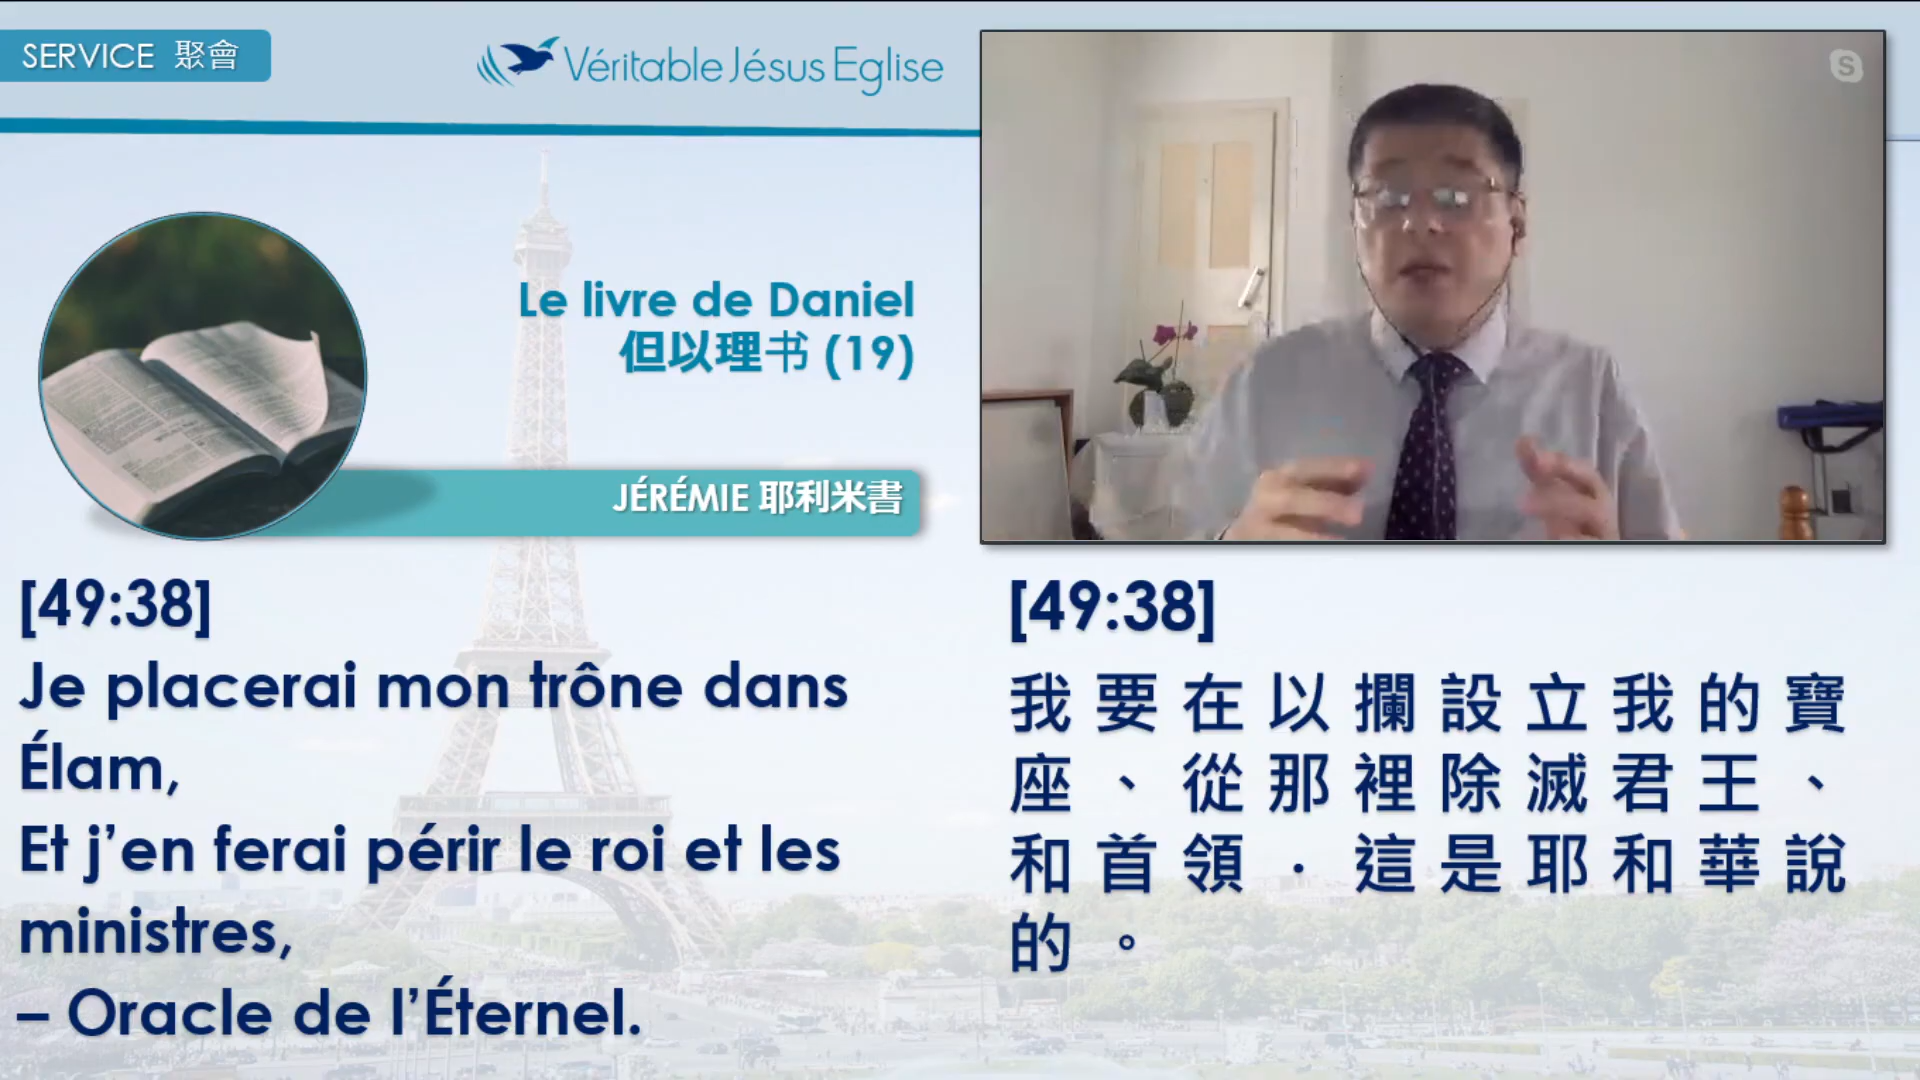 SERVICE 聚會
Véritable Jésus Eglise
S
Le livre de Daniel
但以理书 (19)
JÉRÉMIE 耶利米書
[49:38]
Je placerai mon trône dans
Élam,
Et j’en ferai périr le roi et les
ministres,
– Oracle de l’Éternel.
[49:38]
我要在以攔設立我的寶
座、從那裡除滅君王、
和首領．這是耶和華說
的。